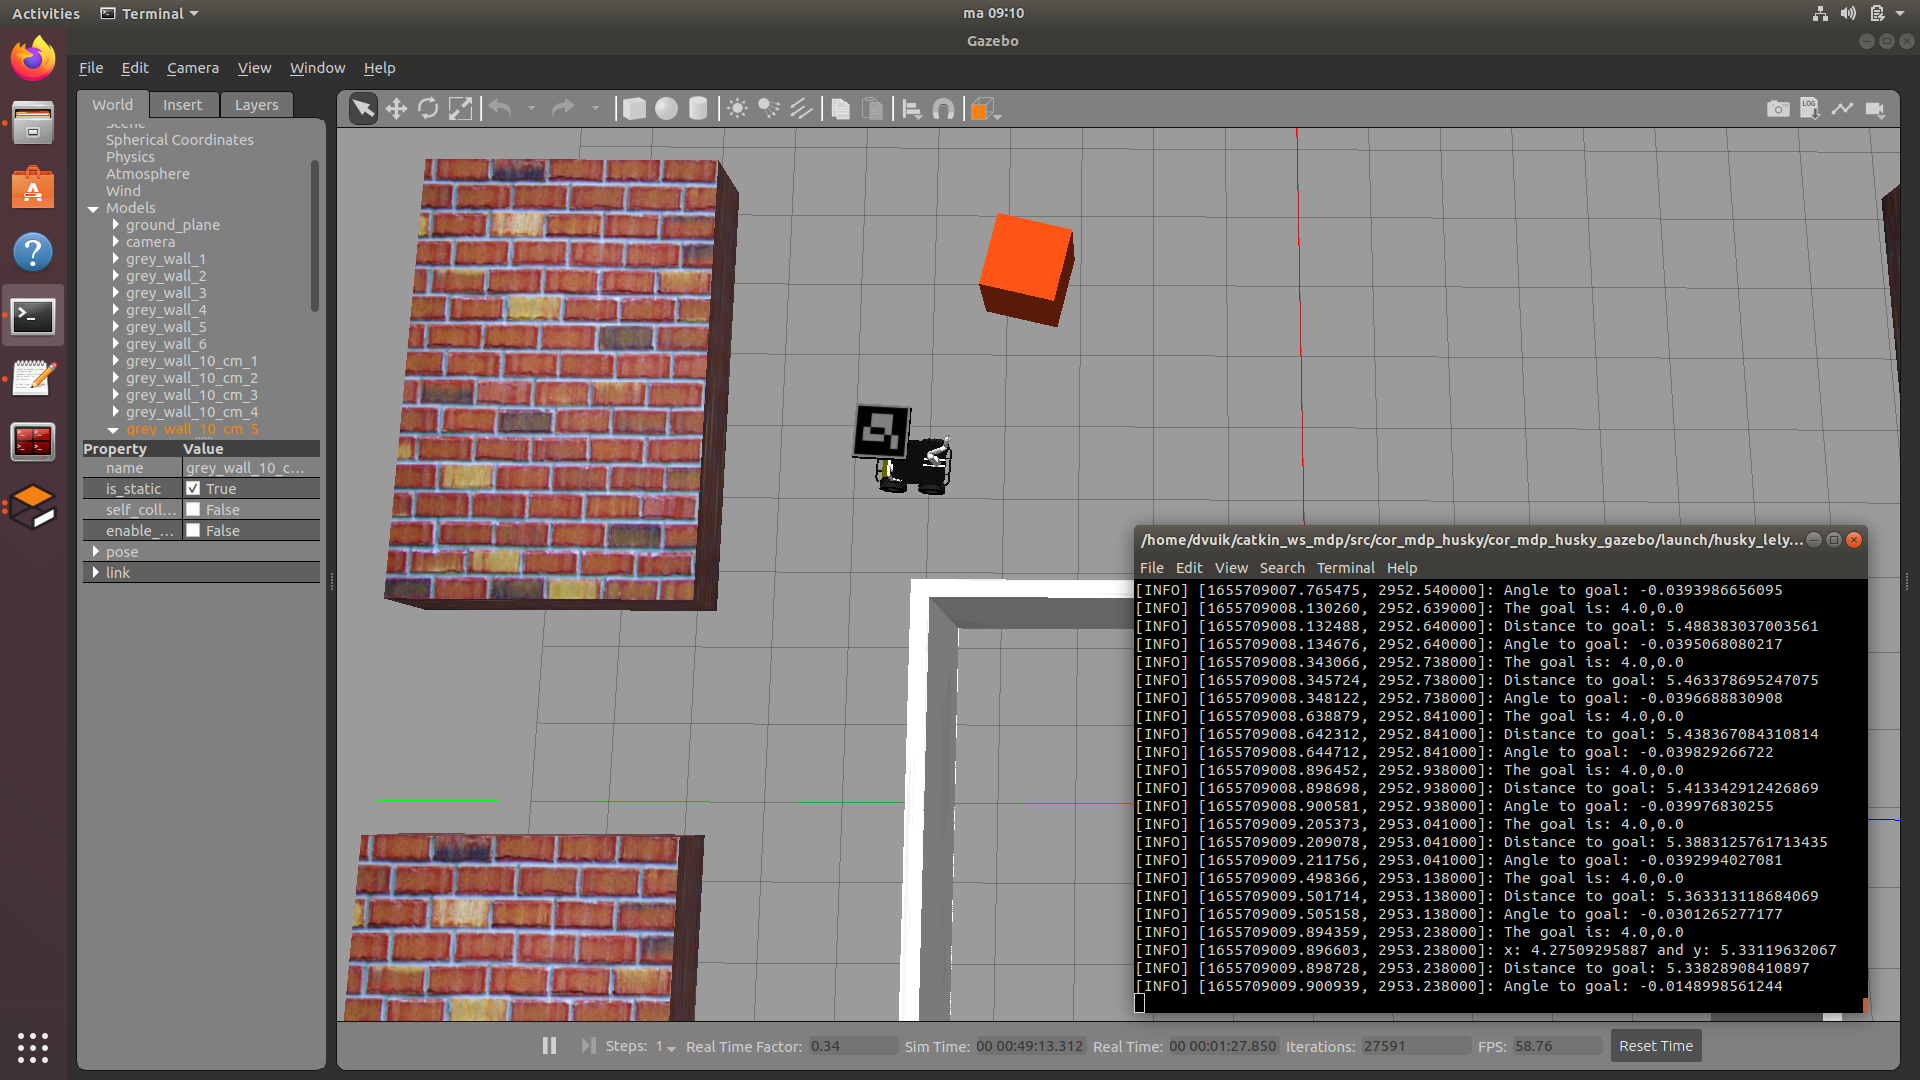 Activities Terminal ma 09:10
Gazebo
File Edit Camera View Window Help
World Insert Layers
Scene
Spherical Coordinates
Physics
Atmosphere
Wind
Models
ground_plane
camera
grey_wall_1
grey_wall_2
grey_wall_3
grey_wall_4
grey_wall_5
grey_wall_6
grey_wall_10_cm_1
grey_wall_10_cm_2
grey_wall_10_cm_3
grey_wall_10_cm_4
grey_wall_10_cm_5
Property Value
name grey_wall_10_c...
is_static True
self_coll... False
enable_... False
pose
link
LOG
/home/dvuik/catkin_ws_mdp/src/cor_mdp_husky/cor_mdp_husky_gazebo/launch/husky_lely...
File Edit View Search Terminal Help
[INFO] [1655709007.765475, 2952.540000]: Angle to goal: -0.0393986656095
[INFO] [1655709008.130260, 2952.639000]: The goal is: 4.0,0.0
[INFO] [1655709008.132488, 2952.640000]: Distance to goal: 5.488383037003561
[INFO] [1655709008.134676, 2952.640000]: Angle to goal: -0.0395068080217
[INFO] [1655709008.343066, 2952.738000]: The goal is: 4.0,0.0
[INFO] [1655709008.345724, 2952.738000]: Distance to goal: 5.463378695247075
[INFO] [1655709008.348122, 2952.738000]: Angle to goal: -0.0396688830908
[INFO] [1655709008.638879, 2952.841000]: The goal is: 4.0,0.0
[INFO] [1655709008.642312, 2952.841000]: Distance to goal: 5.438367084310814
[INFO] [1655709008.644712, 2952.841000]: Angle to goal: -0.039829266722
[INFO] [1655709008.896452, 2952.938000]: The goal is: 4.0,0.0
[INFO] [1655709008.898698, 2952.938000]: Distance to goal: 5.413342912426869
[INFO] [1655709008.900581, 2952.938000]: Angle to goal: -0.039976830255
[INFO] [1655709009.205373, 2953.041000]: The goal is: 4.0,0.0
[INFO] [1655709009.209078, 2953.041000]: Distance to goal: 5.3883125761713435
[INFO] [1655709009.211756, 2953.041000]: Angle to goal: -0.0392994027081
[INFO] [1655709009.498366, 2953.138000]: The goal is: 4.0,0.0
[INFO] [1655709009.501714, 2953.138000]: Distance to goal: 5.363313118684069
[INFO] [1655709009.505158, 2953.138000]: Angle to goal: -0.0301265277177
[INFO] [1655709009.894359, 2953.238000]: The goal is: 4.0,0.0
[INFO] [1655709009.896603, 2953.238000]: x: 4.27509295887 and y: 5.33119632067
[INFO] [1655709009.898728, 2953.238000]: Distance to goal: 5.33828908410897
[INFO] [1655709009.900939, 2953.238000]: Angle to goal: -0.0148998561244
Steps: 1 Real Time Factor: 0.34 Sim Time: 00 00:49:13.312 Real Time: 00 00:01:27.850 Iterations: 27591 FPS: 58.76 Reset Time